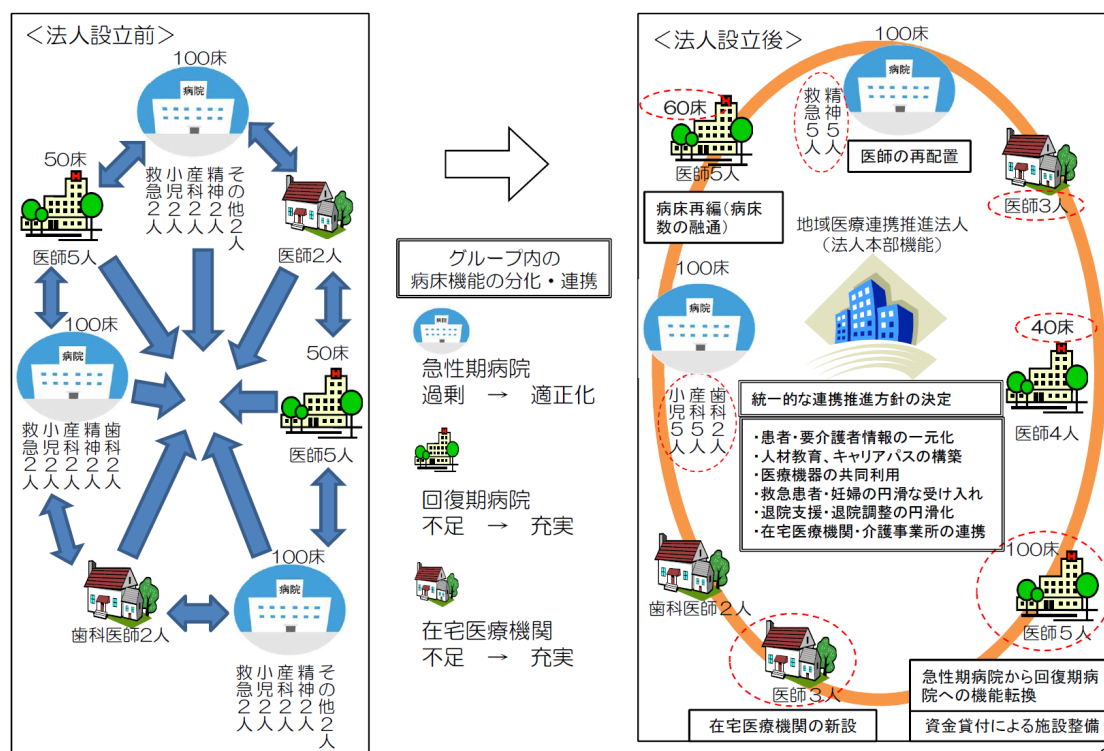 ＜法人設立前＞
100床
病院
50床
医師5人
救急２人
小児２人
産科２人
精神２人
その他２人
医師2人
100床
病院
救急２人
小児２人
産科２人
精神２人
歯科２人
50床
医師5人
歯科医師2人
100床
病院
救急２人
小児２人
産科２人
精神２人
その他２人
グループ内の
病床機能の分化・連携
病院
急性期病院
過剰　→　適正化
回復期病院
不足　→　充実
在宅医療機関
不足　→　充実
＜法人設立後＞
100床
病院
救急５人
精神５人
医師の再配置
60床
医師5人
病床再編（病床
数の融通）
医師3人
地域医療連携推進法人
（法人本部機能）
100床
病院
小児５人
産科５人
歯科２人
40床
医師4人
統一的な連携推進方針の決定
・患者・要介護者情報の一元化
・人材教育、キャリアパスの構築
・医療機器の共同利用
・救急患者・妊婦の円滑な受け入れ
・退院支援・退院調整の円滑化
・在宅医療機関・介護事業所の連携
歯科医師2人
医師３人
在宅医療機関の新設
100床
医師５人
急性期病院から回復期病
院への機能転換
資金貸付による施設整備